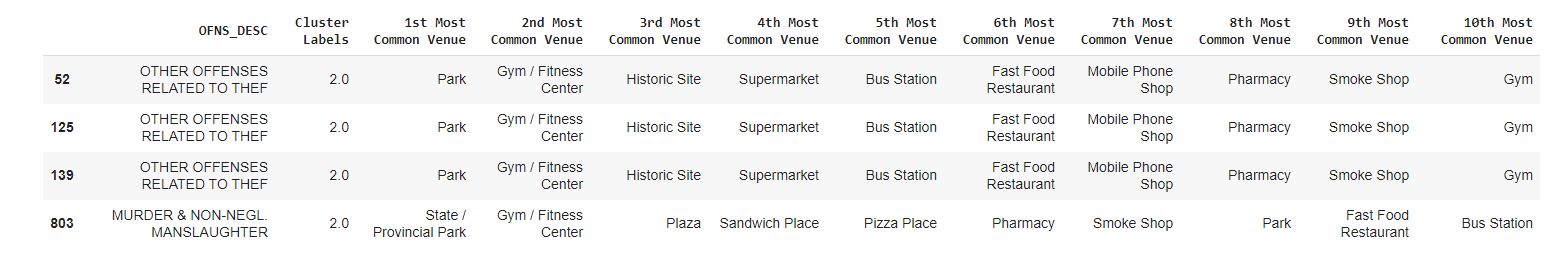 OFNS_DESC Cluster Labels 1st Most Common Venue 2nd Most Common Venue 3rd Most Common Venue 4th Most Common Venue 5th Most Common Venue 6th Most Common Venue 7th Most Common Venue 8th Most Common Venue 9th Most Common Venue 10th Most Common Venue
52 OTHER OFFENSES RELATED TO THEF 2.0 Park Gym / Fitness Center Historic Site Supermarket Bus Station Fast Food Restaurant Mobile Phone Shop Pharmacy Smoke Shop Gym
125 OTHER OFFENSES RELATED TO THEF 2.0 Park Gym / Fitness Center Historic Site Supermarket Bus Station Fast Food Restaurant Mobile Phone Shop Pharmacy Smoke Shop Gym
139 OTHER OFFENSES RELATED TO THEF 2.0 Park Gym / Fitness Center Historic Site Supermarket Bus Station Fast Food Restaurant Mobile Phone Shop Pharmacy Smoke Shop Gym
803 MURDER & NON-NEGL. MANSLAUGHTER 2.0 State / Provincial Park Gym / Fitness Center Plaza Sandwich Place Pizza Place Pharmacy Smoke Shop Park Fast Food Restaurant Bus Station